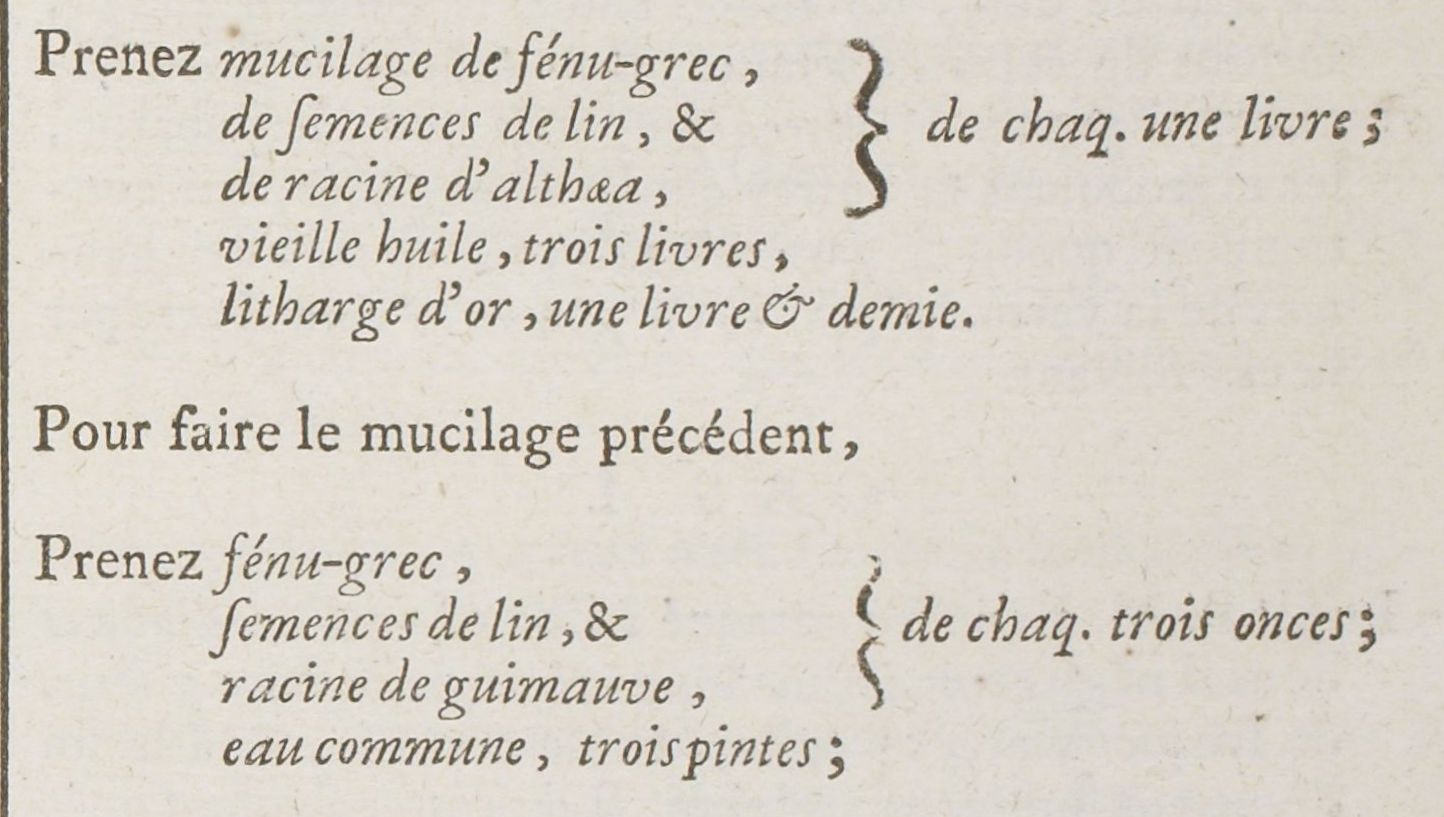 Prenez mucilage de fénu-grec,
de ſemences de lin, & } de chaq. une livre;
de racine d'althæa,
vieille huile, trois livres,
litharge d'or, une livre & demie.
Pour faire le mucilage précédent,
Prenez fénu-grec,
ſemences de lin, & } de chaq. trois onces;
racine de guimauve,
eau commune, trois pintes;